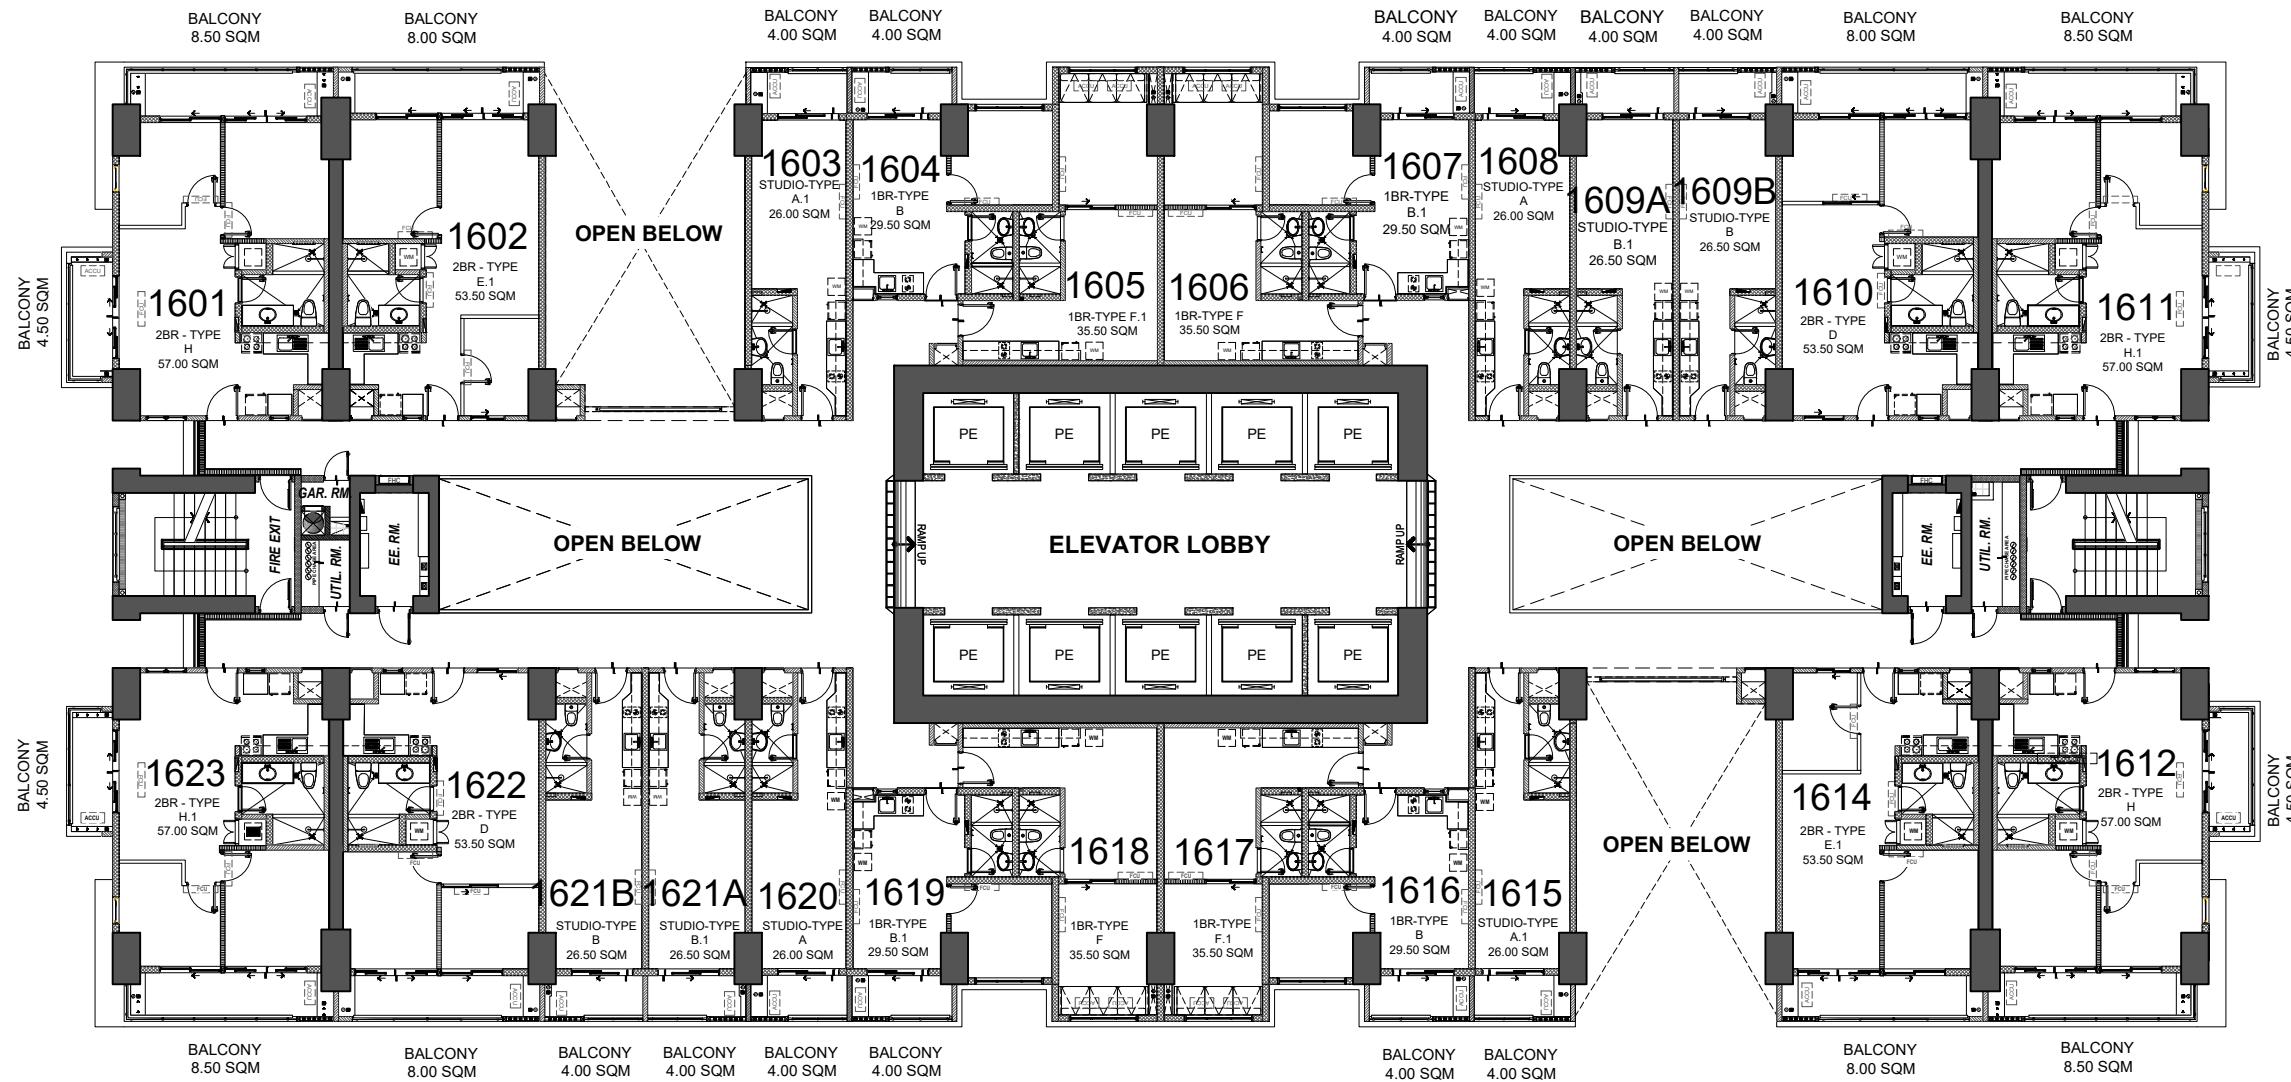 BALCONY
8.50 SQM
BALCONY
8.00 SQM
BALCONY
4.00 SQM
BALCONY
4.00 SQM
BALCONY
4.00 SQM
BALCONY
4.00 SQM
BALCONY
4.00 SQM
BALCONY
4.00 SQM
BALCONY
8.00 SQM
BALCONY
8.50 SQM
BALCONY
4.50 SQM
1601
2BR - TYPE
H
57.00 SQM
1602
2BR - TYPE
E.1
53.50 SQM
OPEN BELOW
1603
STUDIO-TYPE
A.1
26.00 SQM
1604
1BR-TYPE
B
29.50 SQM
1605
1BR-TYPE F.1
35.50 SQM
1606
1BR-TYPE F
35.50 SQM
1607
1BR-TYPE
B.1
29.50 SQM
1608
STUDIO-TYPE
A
26.00 SQM
1609A
STUDIO-TYPE
B.1
26.50 SQM
1609B
STUDIO-TYPE
B
26.50 SQM
1610
2BR - TYPE
D
53.50 SQM
1611
2BR - TYPE
H.1
57.00 SQM
BALCONY
4.50 SQM
PE
PE
PE
PE
PE
FIRE EXIT
GAR. RM.
UTIL. RM.
FHC
EE. RM.
OPEN BELOW
RAMP UP
ELEVATOR LOBBY
RAMP UP
OPEN BELOW
FHC
EE. RM.
UTIL. RM.
PE
PE
PE
PE
PE
BALCONY
4.50 SQM
ACCU
1623
2BR - TYPE
H.1
57.00 SQM
1622
2BR - TYPE
D
53.50 SQM
1621B
STUDIO-TYPE
B
26.50 SQM
1621A
STUDIO-TYPE
B.1
26.50 SQM
1620
STUDIO-TYPE
A
26.00 SQM
1619
1BR-TYPE
B.1
29.50 SQM
1618
1BR-TYPE
F
35.50 SQM
1617
1BR-TYPE
F.1
35.50 SQM
1616
1BR-TYPE
B
29.50 SQM
1615
STUDIO-TYPE
A.1
26.00 SQM
OPEN BELOW
1614
2BR - TYPE
E.1
53.50 SQM
1612
2BR - TYPE
H
57.00 SQM
ACCU
BALCONY
4.50 SQM
BALCONY
8.50 SQM
BALCONY
8.00 SQM
BALCONY
4.00 SQM
BALCONY
4.00 SQM
BALCONY
4.00 SQM
BALCONY
4.00 SQM
BALCONY
4.00 SQM
BALCONY
4.00 SQM
BALCONY
8.00 SQM
BALCONY
8.50 SQM